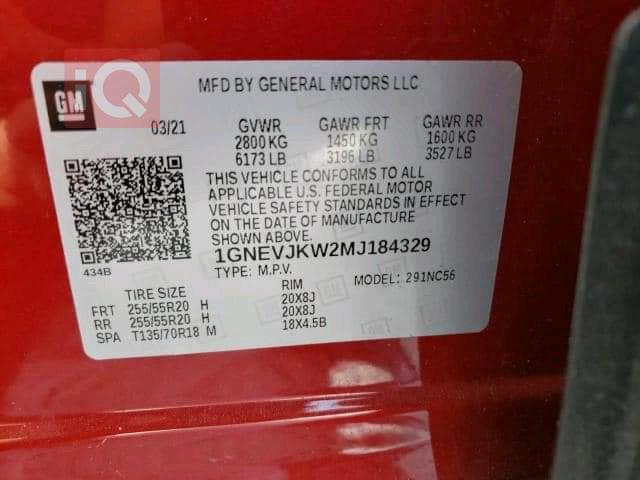 iQ
GM
MFD BY GENERAL MOTORS LLC
03/21 GVWR GAWR FRT GAWR RR
2800 KG 1450 KG 1600 KG
6173 LB 3196 LB 3527 LB
THIS VEHICLE CONFORMS TO ALL
APPLICABLE U.S. FEDERAL MOTOR
VEHICLE SAFETY STANDARDS IN EFFECT
ON THE DATE OF MANUFACTURE
SHOWN ABOVE.
434B
1GNEVJKW2MJ184329
TYPE: M.P.V. MODEL: 291NC56
TIRE SIZE RIM
FRT 255/55R20 H 20X8J
RR 255/55R20 H 20X8J
SPA T135/70R18 M 18X4.5B